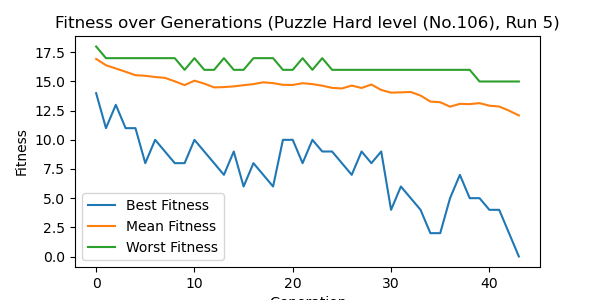 Fitness over Generations (Puzzle Hard level (No.106), Run 5)
Fitness
17.5
15.0
12.5
10.0
7.5
5.0
2.5
0.0
Best Fitness
Mean Fitness
Worst Fitness
0
10
20
30
40
Generation